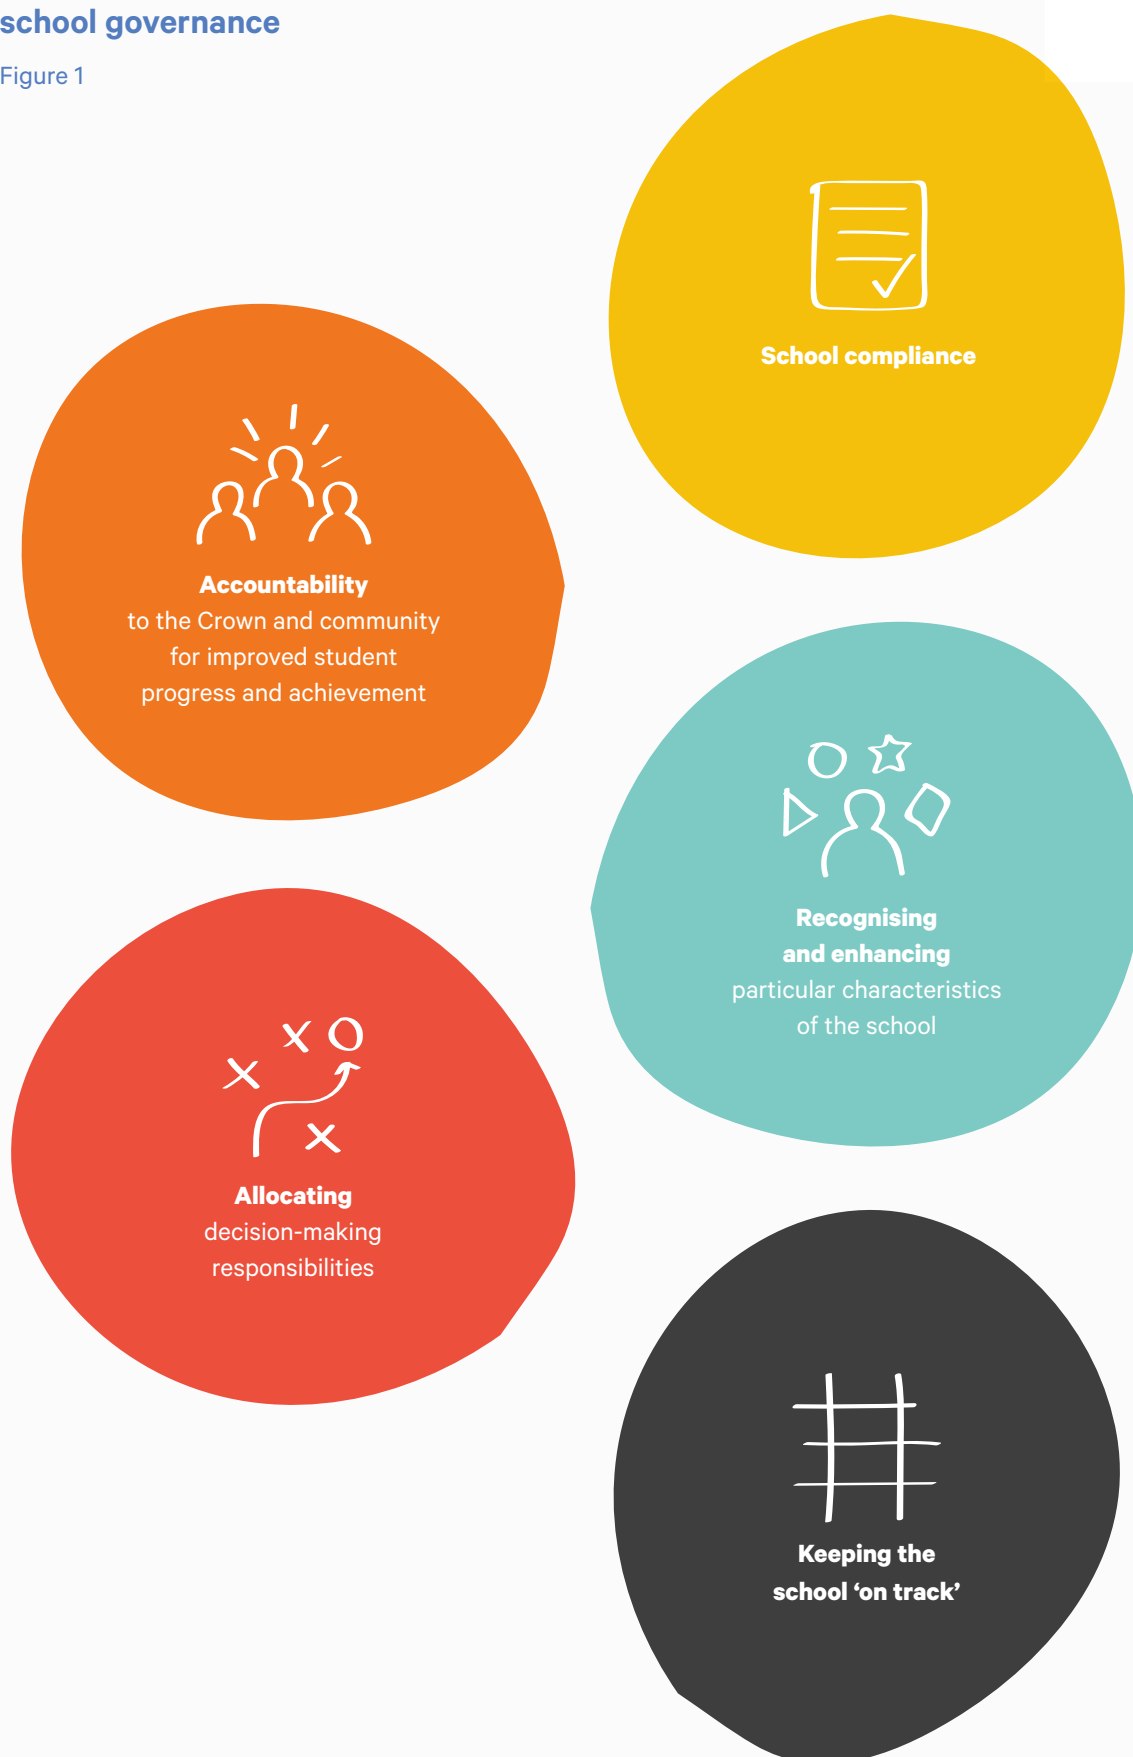 school governance
Figure 1
School compliance
Accountability
to the Crown and community
for improved student
progress and achievement
Recognising
and enhancing
particular characteristics
of the school
Allocating
decision-making
responsibilities
Keeping the
school ‘on track’